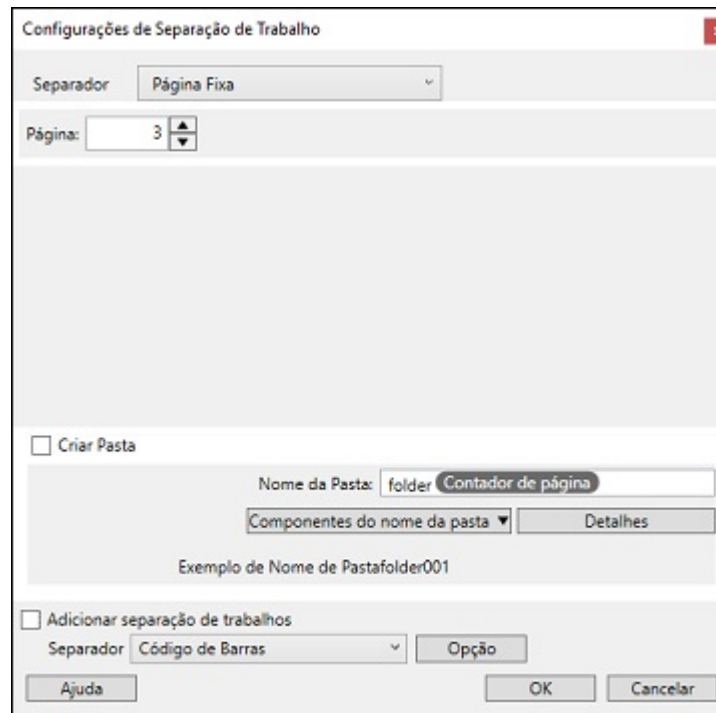 Configurações de Separação de Trabalho
Separador Página Fixa
Página: 3
Criar Pasta
Nome da Pasta: folder Contador de página
Componentes do nome da pasta ▼ Detalhes
Exemplo de Nome de Pastafolder001
Adicionar separação de trabalhos
Separador Código de Barras Opção
Ajuda OK Cancelar